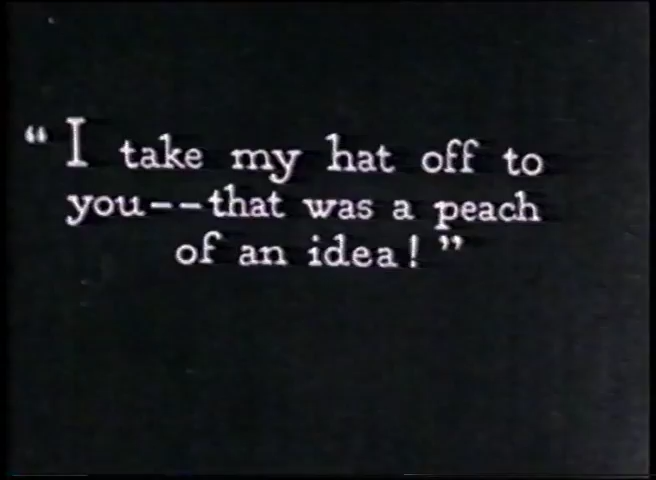 “I take my hat off to
you--that was a peach
of an idea!”